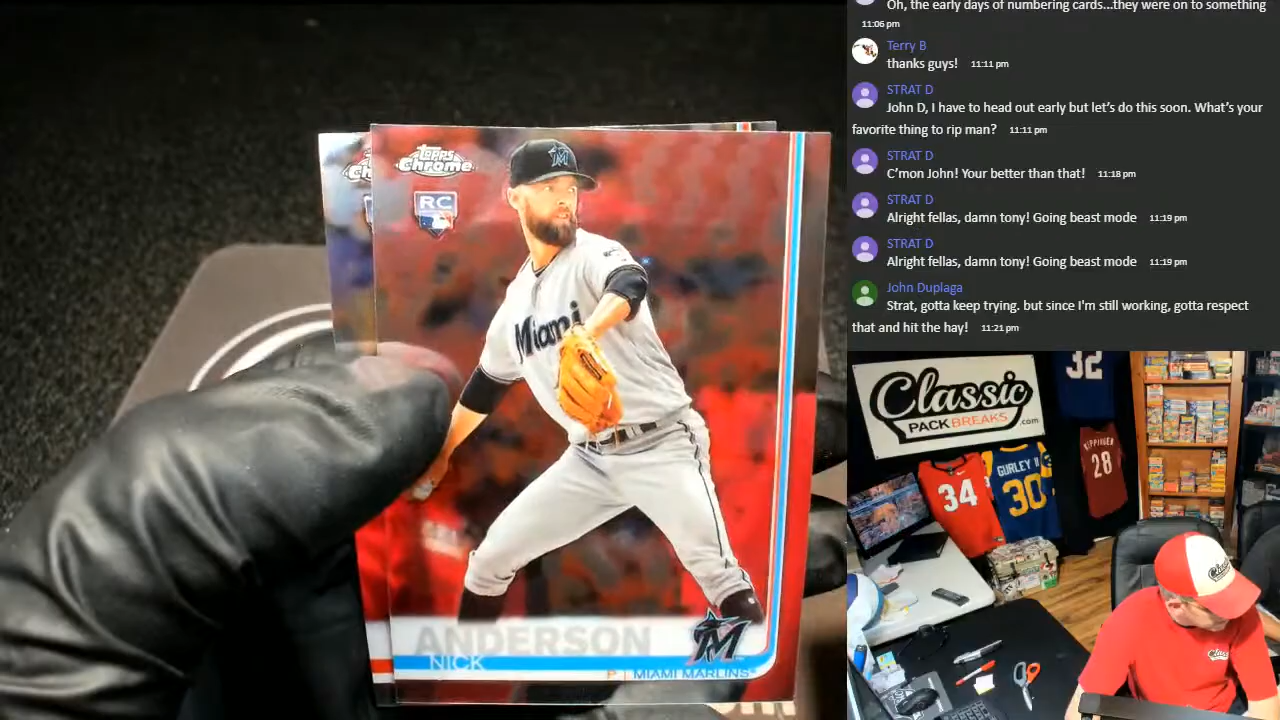 Topps
Chrome
RC
Miami
ANDERSON
NICK
P | MIAMI MARLINS
Oh, the early days of numbering cards...they were on to something
11:06 pm
Terry B
thanks guys! 11:11 pm
STRAT D
John D, I have to head out early but let's do this soon. What's your
favorite thing to rip man? 11:11 pm
STRAT D
C'mon John! Your better than that! 11:18 pm
STRAT D
Alright fellas, damn tony! Going beast mode 11:19 pm
STRAT D
Alright fellas, damn tony! Going beast mode 11:19 pm
John Duplaga
Strat, gotta keep trying. but since I'm still working, gotta respect
that and hit the hay! 11:21 pm
Classic
PACK BREAKS.com
32
34
GURLEY II
30
KIPPINGER
28
Classic
Classic